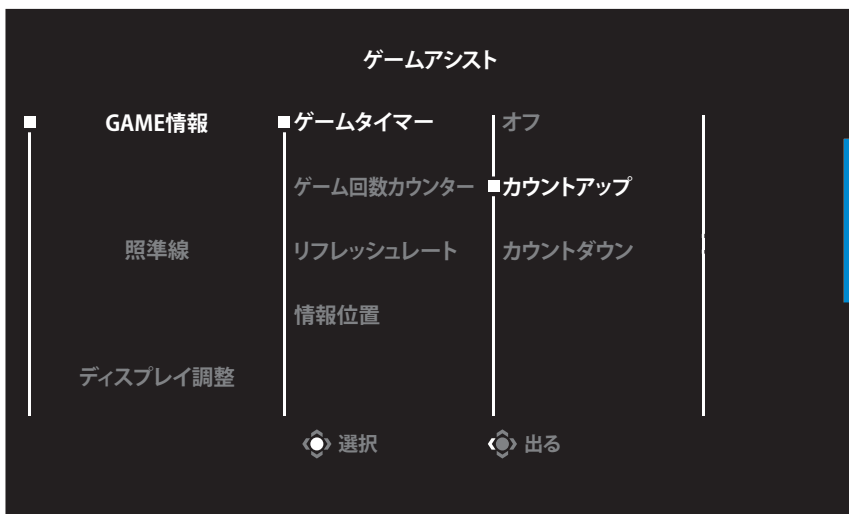 ゲームアシスト
GAME情報 ゲームタイマー オフ
ゲーム回数カウンター カウントアップ
照準線 リフレッシュレート カウントダウン
情報位置
ディスプレイ調整
選択 出る